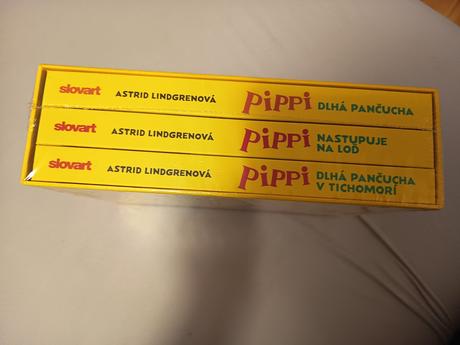 slovart ASTRID LINDGRENOVÁ PIPPI DLHÁ PANČUCHA
slovart ASTRID LINDGRENOVÁ PIPPI NASTUPUJE
NA LOĎ
slovart ASTRID LINDGRENOVÁ PIPPI DLHÁ PANČUCHA
V TICHOMORÍ